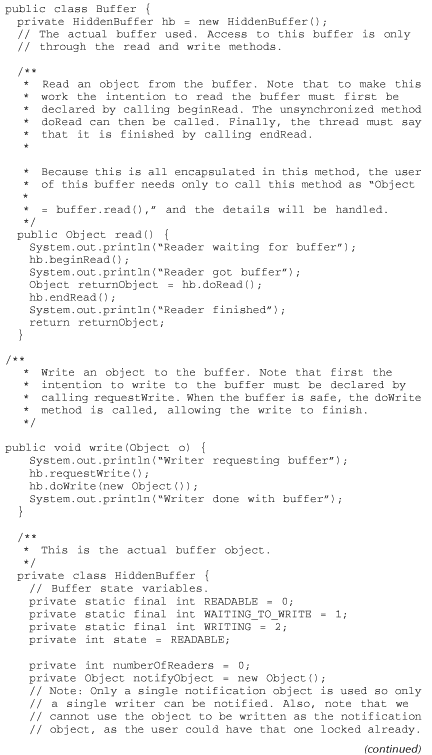 public class Buffer {
private HiddenBuffer hb = new HiddenBuffer();
// The actual buffer used. Access to this buffer is only
// through the read and write methods.
/**
* Read an object from the buffer. Note that to make this
* work the intention to read the buffer must first be
* declared by calling beginRead. The unsynchronized method
* doRead can then be called. Finally, the thread must say
* that it is finished by calling endRead.
*
* Because this is all encapsulated in this method, the user
* of this buffer needs only to call this method as “Object
*
* = buffer.read(),” and the details will be handled.
*/
public Object read() {
System.out.println(“Reader waiting for buffer”);
hb.beginRead();
System.out.println(“Reader got buffer”);
Object returnObject = hb.doRead();
hb.endRead();
System.out.println(“Reader finished”);
return returnObject;
}
/**
* Write an object to the buffer. Note that first the
* intention to write to the buffer must be declared by
* calling requestWrite. When the buffer is safe, the doWrite
* method is called, allowing the write to finish.
*/
public void write(Object o) {
System.out.println(“Writer requesting buffer”);
hb.requestWrite();
hb.doWrite(new Object());
System.out.println(“Writer done with buffer”);
}
/**
* This is the actual buffer object.
*/
private class HiddenBuffer {
// Buffer state variables.
private static final int READABLE = 0;
private static final int WAITING_TO_WRITE = 1;
private static final int WRITING = 2;
private int state = READABLE;
private int numberOfReaders = 0;
private Object notifyObject = new Object();
// Note: Only a single notification object is used so only
// a single writer can be notified. Also, note that we
// cannot use the object to be written as the notification
// object, as the user could have that one locked already.
(continued)